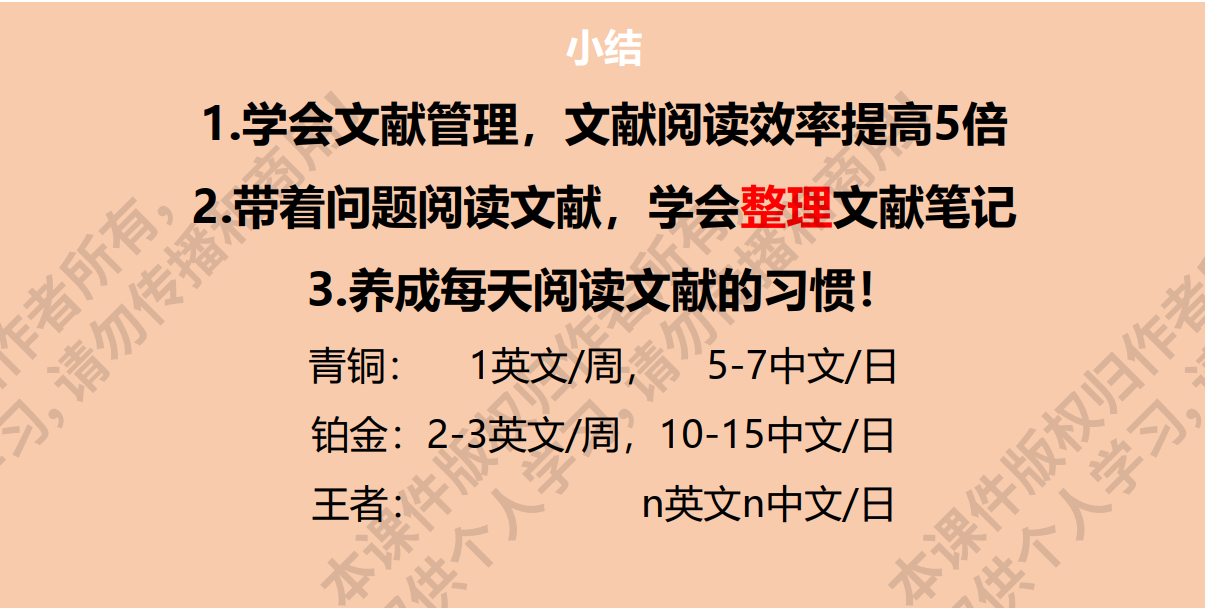 小结
1.学会文献管理，文献阅读效率提高5倍
2.带着问题阅读文献，学会整理文献笔记
3.养成每天阅读文献的习惯！
青铜： 1英文/周， 5-7中文/日
铂金：2-3英文/周，10-15中文/日
王者： n英文n中文/日
作者所有，
习，请勿传播和商用！
本课件版权归作者所有，
仅供个人学习，请勿传播和商用！
本课件版权归作者
供个人学习，请